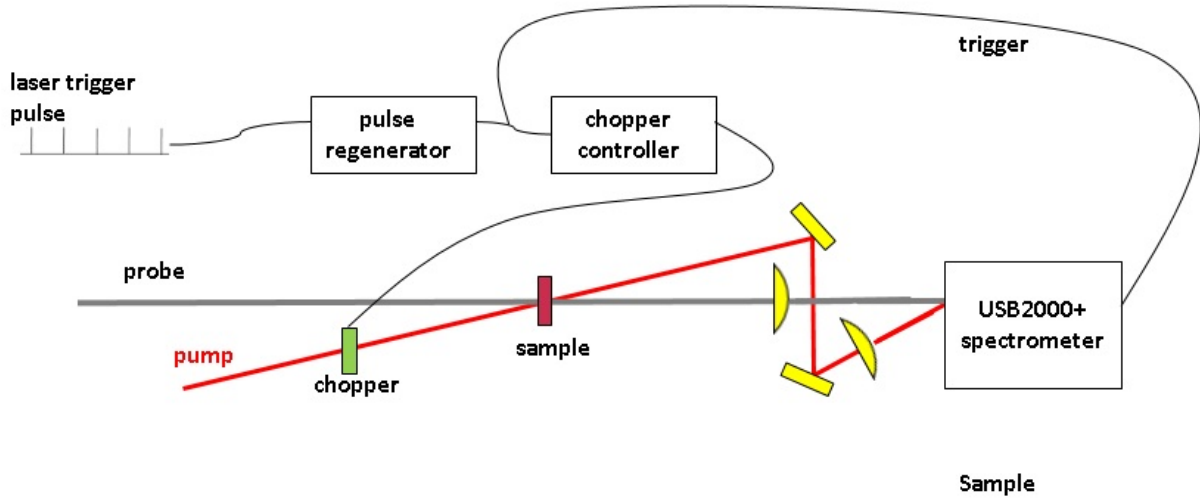 trigger
laser trigger
pulse
pulse
regenerator
chopper
controller
probe
pump
chopper
sample
USB2000+
spectrometer
Sample